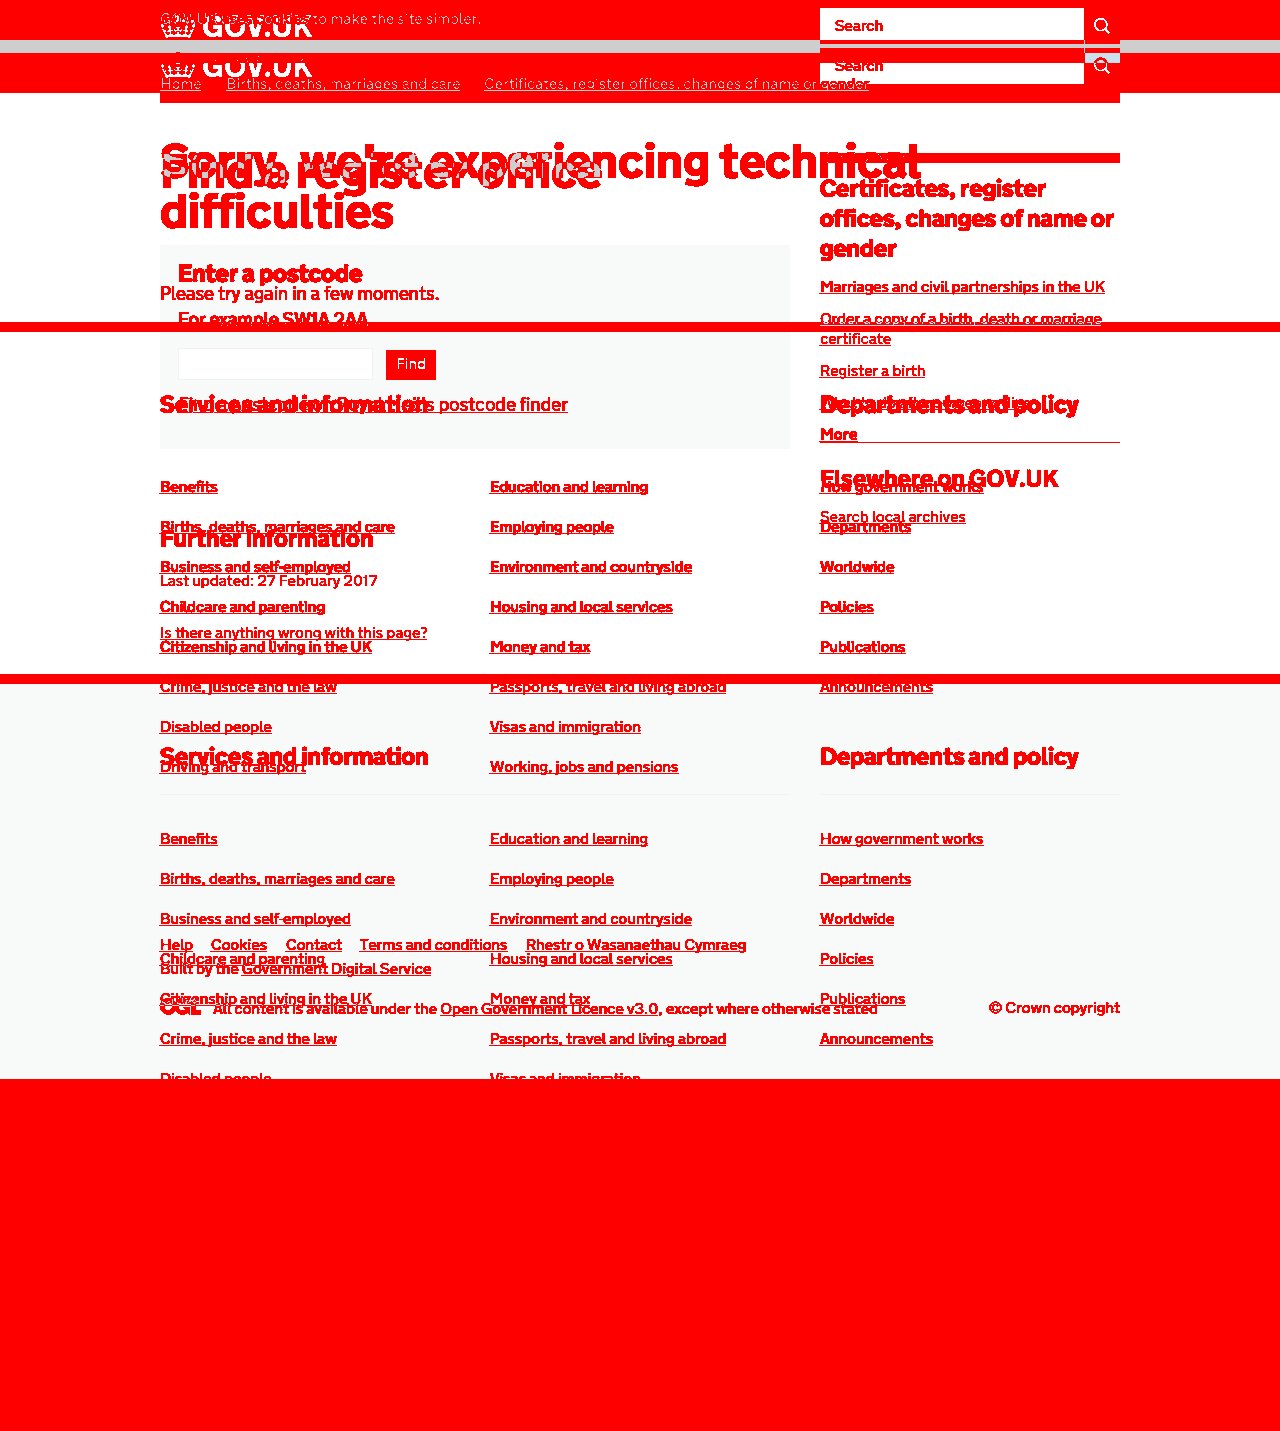 GOV.UK uses cookies to make the site simpler.
GOV.UK
Search
GOV.UK
Search
Home Births, deaths, marriages and care Certificates, register offices, changes of name or gender
Sorry, we're experiencing technical
difficulties
Find a register office
Certificates, register
offices, changes of name or
gender
Enter a postcode
Please try again in a few moments.
For example SW1A 2AA
Marriages and civil partnerships in the UK
Order a copy of a birth, death or marriage
certificate
Find
Register a birth
Services and information
postcode finder
Departments and policy
More
Elsewhere on GOV.UK
Search local archives
Benefits Education and learning How government works
Births, deaths, marriages and care Employing people Departments
Further information
Business and self-employed Environment and countryside Worldwide
Last updated: 27 February 2017
Childcare and parenting Housing and local services Policies
Is there anything wrong with this page?
Citizenship and living in the UK Money and tax Publications
Crime, justice and the law Passports, travel and living abroad Announcements
Disabled people Visas and immigration
Services and information Departments and policy
Driving and transport Working, jobs and pensions
Benefits Education and learning How government works
Births, deaths, marriages and care Employing people Departments
Business and self-employed Environment and countryside Worldwide
Help Cookies Contact Terms and conditions Rhestr o Wasanaethau Cymraeg
Childcare and parenting Housing and local services Policies
Built by the Government Digital Service
Citizenship and living in the UK Money and tax Publications
OGL All content is available under the Open Government Licence v3.0, except where otherwise stated © Crown copyright
Crime, justice and the law Passports, travel and living abroad Announcements
Disabled people Visas and immigration